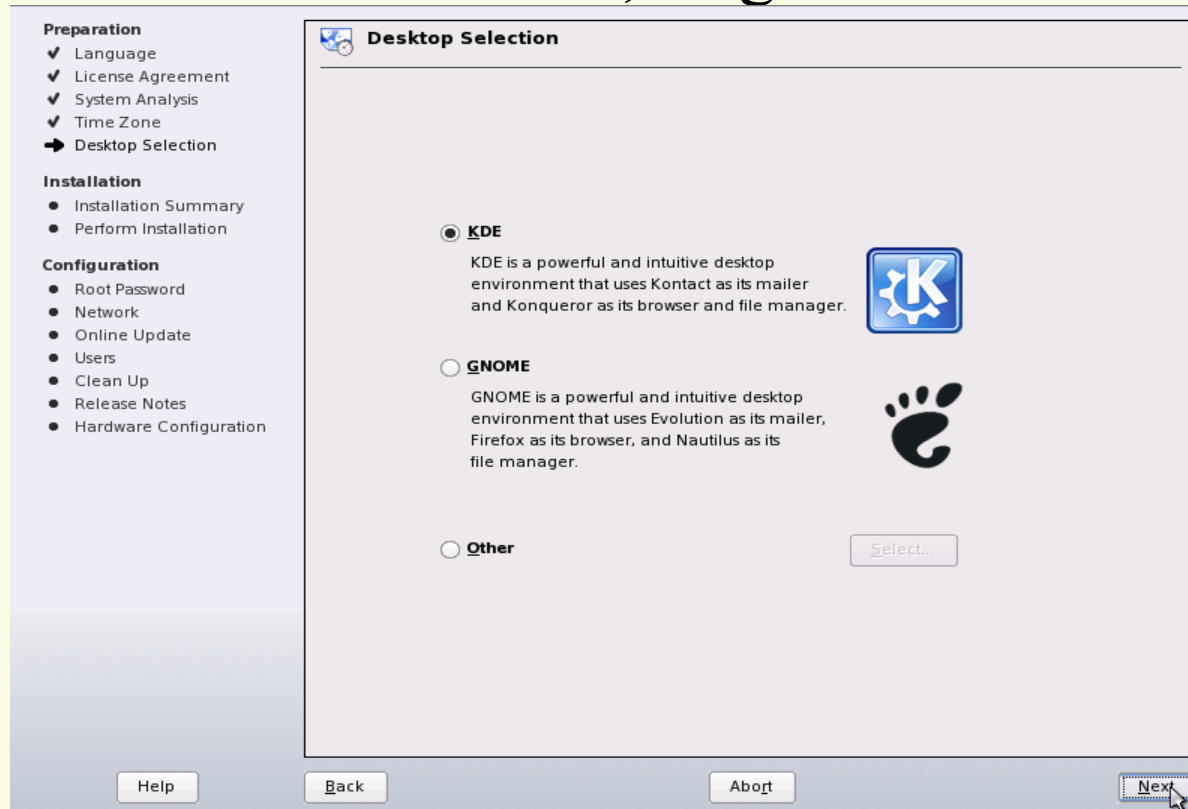 Preparation
Language
License Agreement
System Analysis
Time Zone
Desktop Selection
Installation
Installation Summary
Perform Installation
Configuration
Root Password
Network
Online Update
Users
Clean Up
Release Notes
Hardware Configuration
Desktop Selection
KDE
KDE is a powerful and intuitive desktop
environment that uses Kontact as its mailer
and Konqueror as its browser and file manager.
GNOME
GNOME is a powerful and intuitive desktop
environment that uses Evolution as its mailer,
Firefox as its browser, and Nautilus as its
file manager.
Other
Select...
Help
Back
Abort
Next